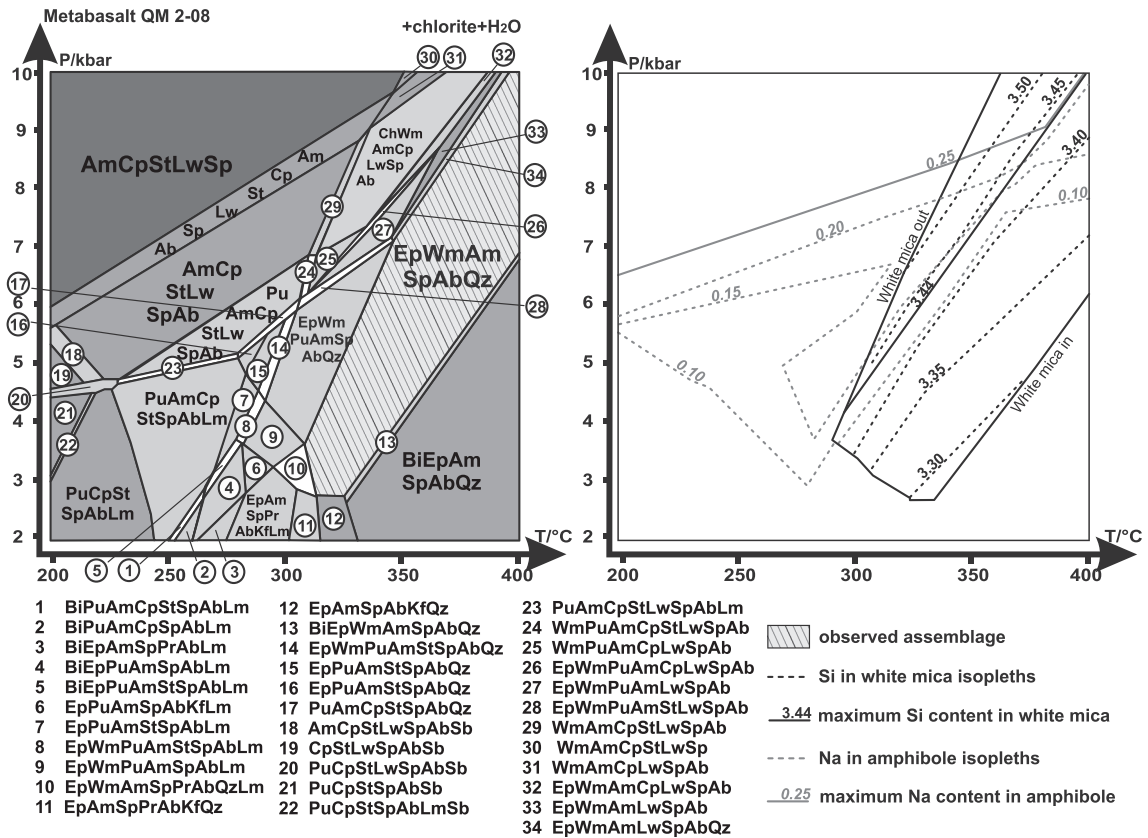 Metabasalt QM 2-08
+chlorite+H2O
30 31 32
P/kbar
P/kbar
10
9
8
7
6
5
4
3
2
AmCpStLwSp
Am
Cp
St
Lw
Sp
Ab
ChWm
AmCp
LwSp
Ab
33
34
29
26
27
25
24
17
AmCp
StLw
SpAb
EpWmAm
SpAbQz
28
Pu
AmCp
StLw
SpAb
16
EpWm
PuAmSp
AbQz
14
18
19
23
15
20
21
22
PuAmCp
StSpAbLm
7
8
9
13
6
10
4
BiEpAm
SpAbQz
PuCpSt
SpAbLm
EpAm
SpPr
AbKfLm
11
12
T/°C
5 1 2 3
200 250 300 350 400
10
9
8
7
6
5
4
3
2
3.50
3.45
3.40
0.25
0.10
0.20
White mica out
0.15
3.44
0.10
3.35
White mica in
3.30
T/°C
200 250 300 350 400
1 BiPuAmCpStSpAbLm
2 BiPuAmCpSpAbLm
3 BiEpAmSpPrAbLm
4 BiEpPuAmSpAbLm
5 BiEpPuAmStSpAbLm
6 EpPuAmSpAbKfLm
7 EpPuAmStSpAbLm
8 EpWmPuAmStSpAbLm
9 EpWmPuAmSpAbLm
10 EpWmAmSpPrAbQzLm
11 EpAmSpPrAbKfQz
12 EpAmSpAbKfQz
13 BiEpWmAmSpAbQz
14 EpWmPuAmStSpAbQz
15 EpPuAmStSpAbQz
16 EpPuAmStSpAbQz
17 PuAmCpStSpAbQz
18 AmCpStLwSpAbSb
19 CpStLwSpAbSb
20 PuCpStLwSpAbSb
21 PuCpStSpAbSb
22 PuCpStSpAbLmSb
23 PuAmCpStLwSpAbLm
24 WmPuAmCpStLwSpAb
25 WmPuAmCpLwSpAb
26 EpWmPuAmCpLwSpAb
27 EpWmPuAmLwSpAb
28 EpWmPuAmStLwSpAb
29 WmAmCpStLwSpAb
30 WmAmCpStLwSp
31 WmAmCpLwSpAb
32 EpWmAmCpLwSpAb
33 EpWmAmLwSpAb
34 EpWmAmLwSpAbQz
observed assemblage
Si in white mica isopleths
3.44 maximum Si content in white mica
Na in amphibole isopleths
0.25 maximum Na content in amphibole